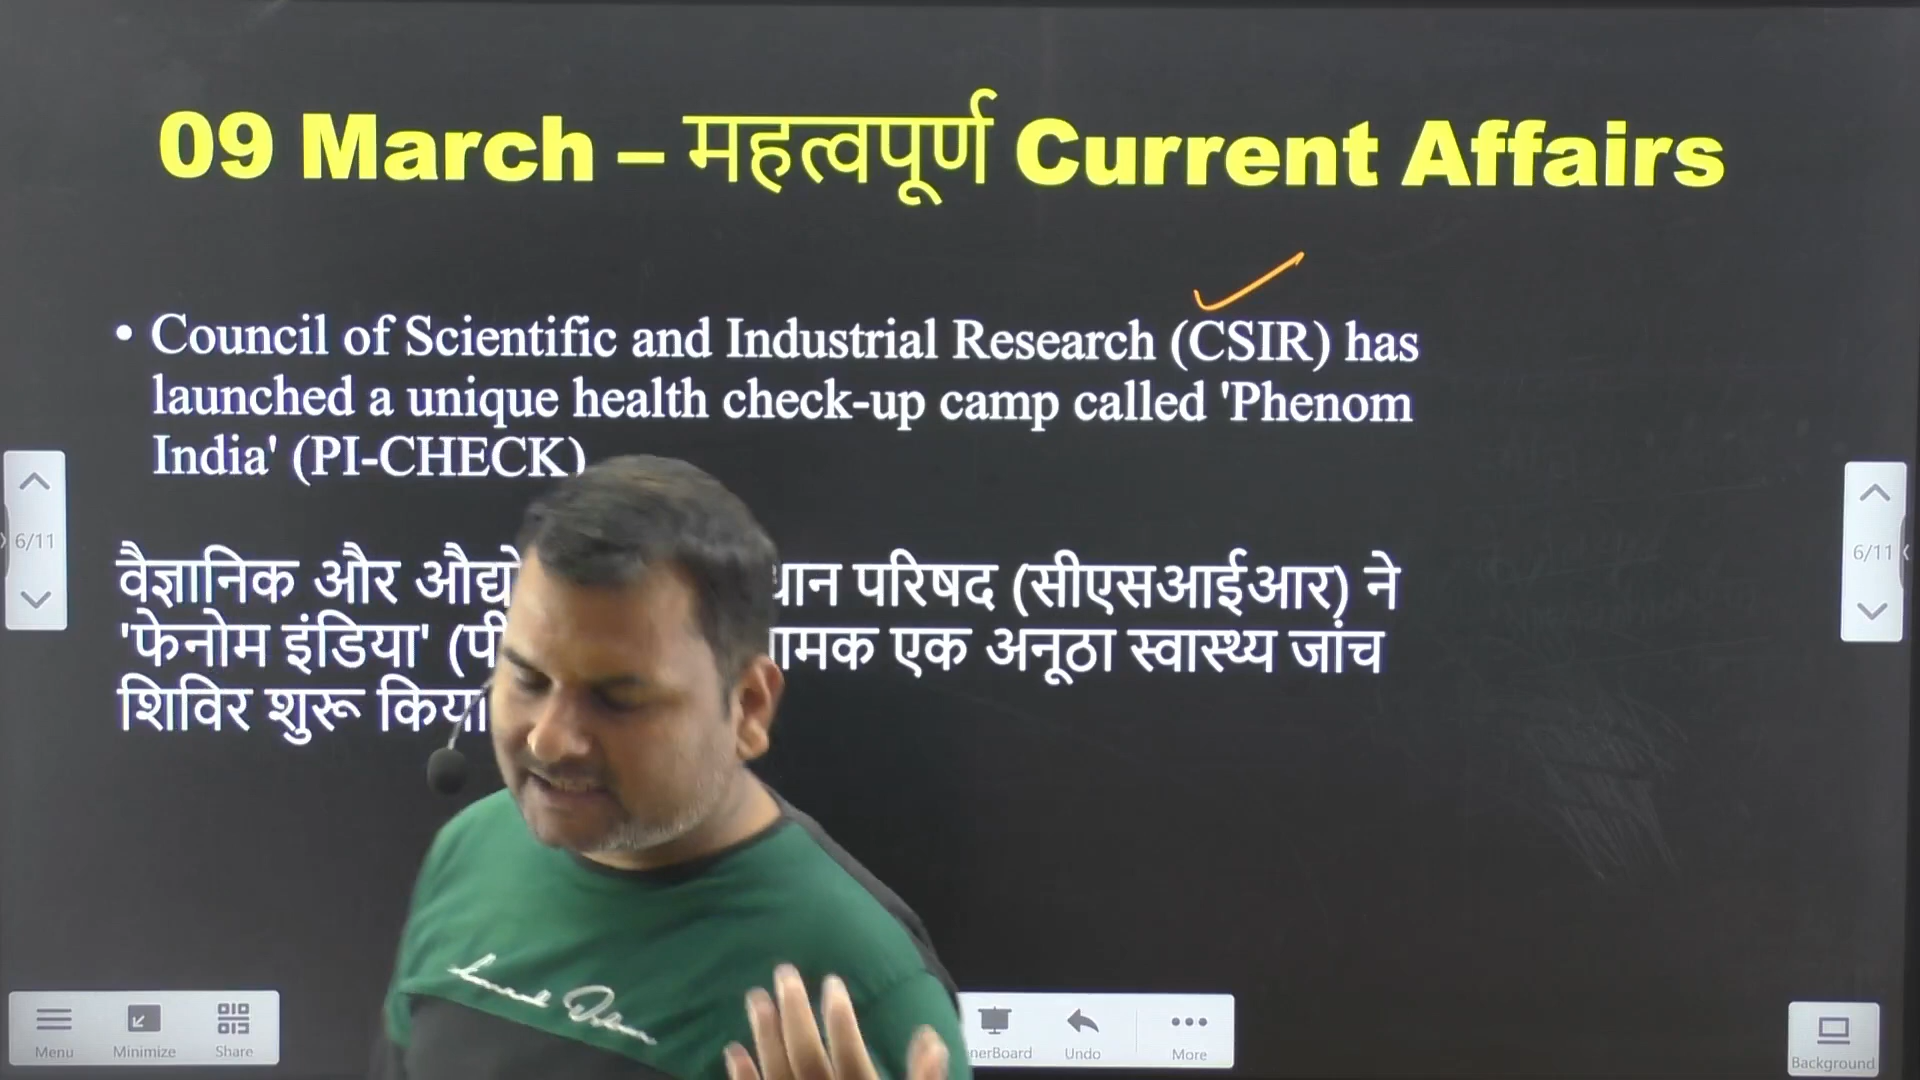 09 March – महत्वपूर्ण Current Affairs
• Council of Scientific and Industrial Research (CSIR) has
launched a unique health check-up camp called 'Phenom
India' (PI-CHECK)
वैज्ञानिक और परिषद (सीएसआईआर) ने
'फेनोम इंडिया' एक अनूठा स्वास्थ्य जांच
शिविर शुरू किया
6/11
6/11
Menu
Minimize
Share
Undo
More
Background